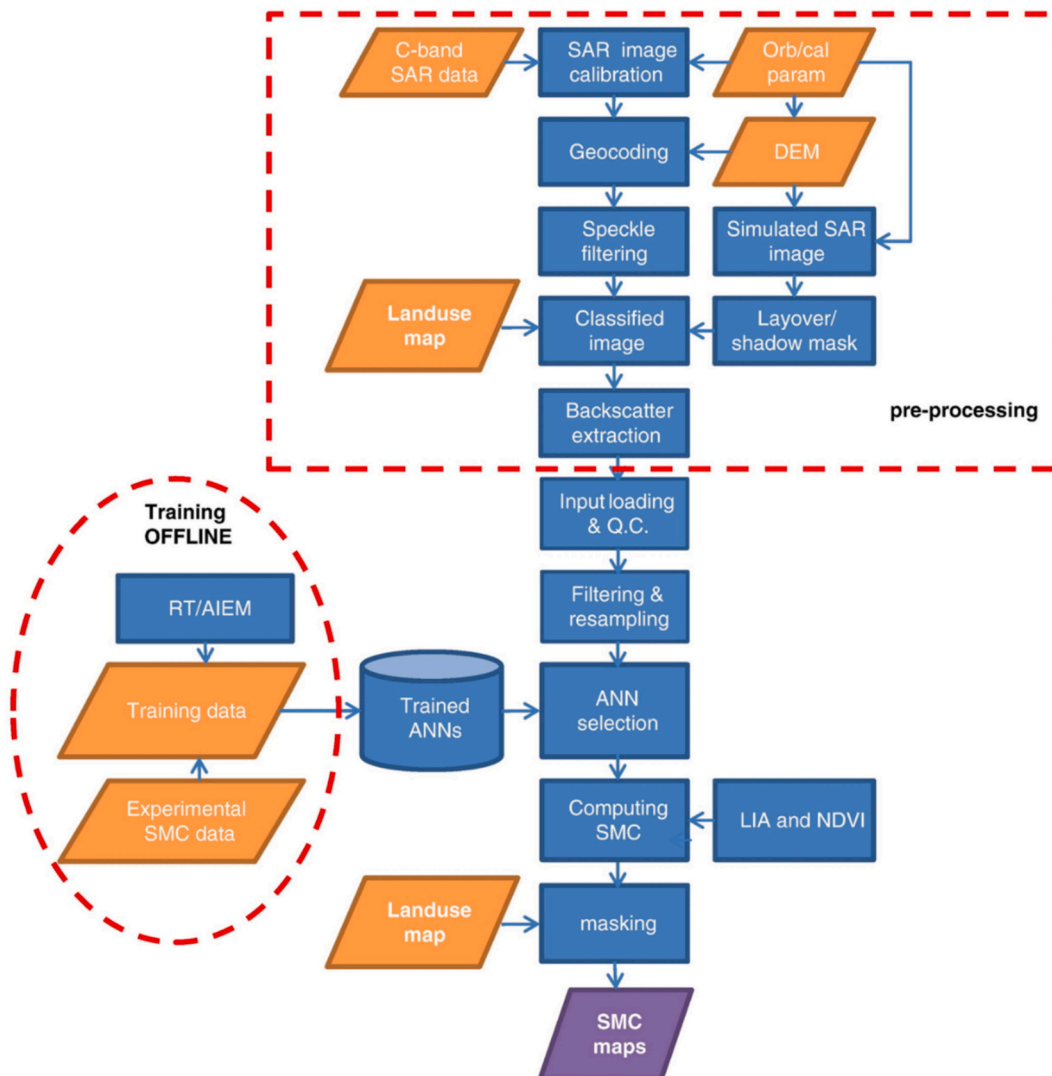 C-band
SAR data
SAR image
calibration
Orb/cal
param
Geocoding
DEM
Speckle
filtering
Simulated SAR
image
Landuse
map
Classified
image
Layover/
shadow mask
Backscatter
extraction
pre-processing
Training
OFFLINE
Input loading
& Q.C.
RT/AIEM
Filtering &
resampling
Training data
Trained
ANNs
ANN
selection
Experimental
SMC data
Computing
SMC
LIA and NDVI
Landuse
map
masking
SMC
maps